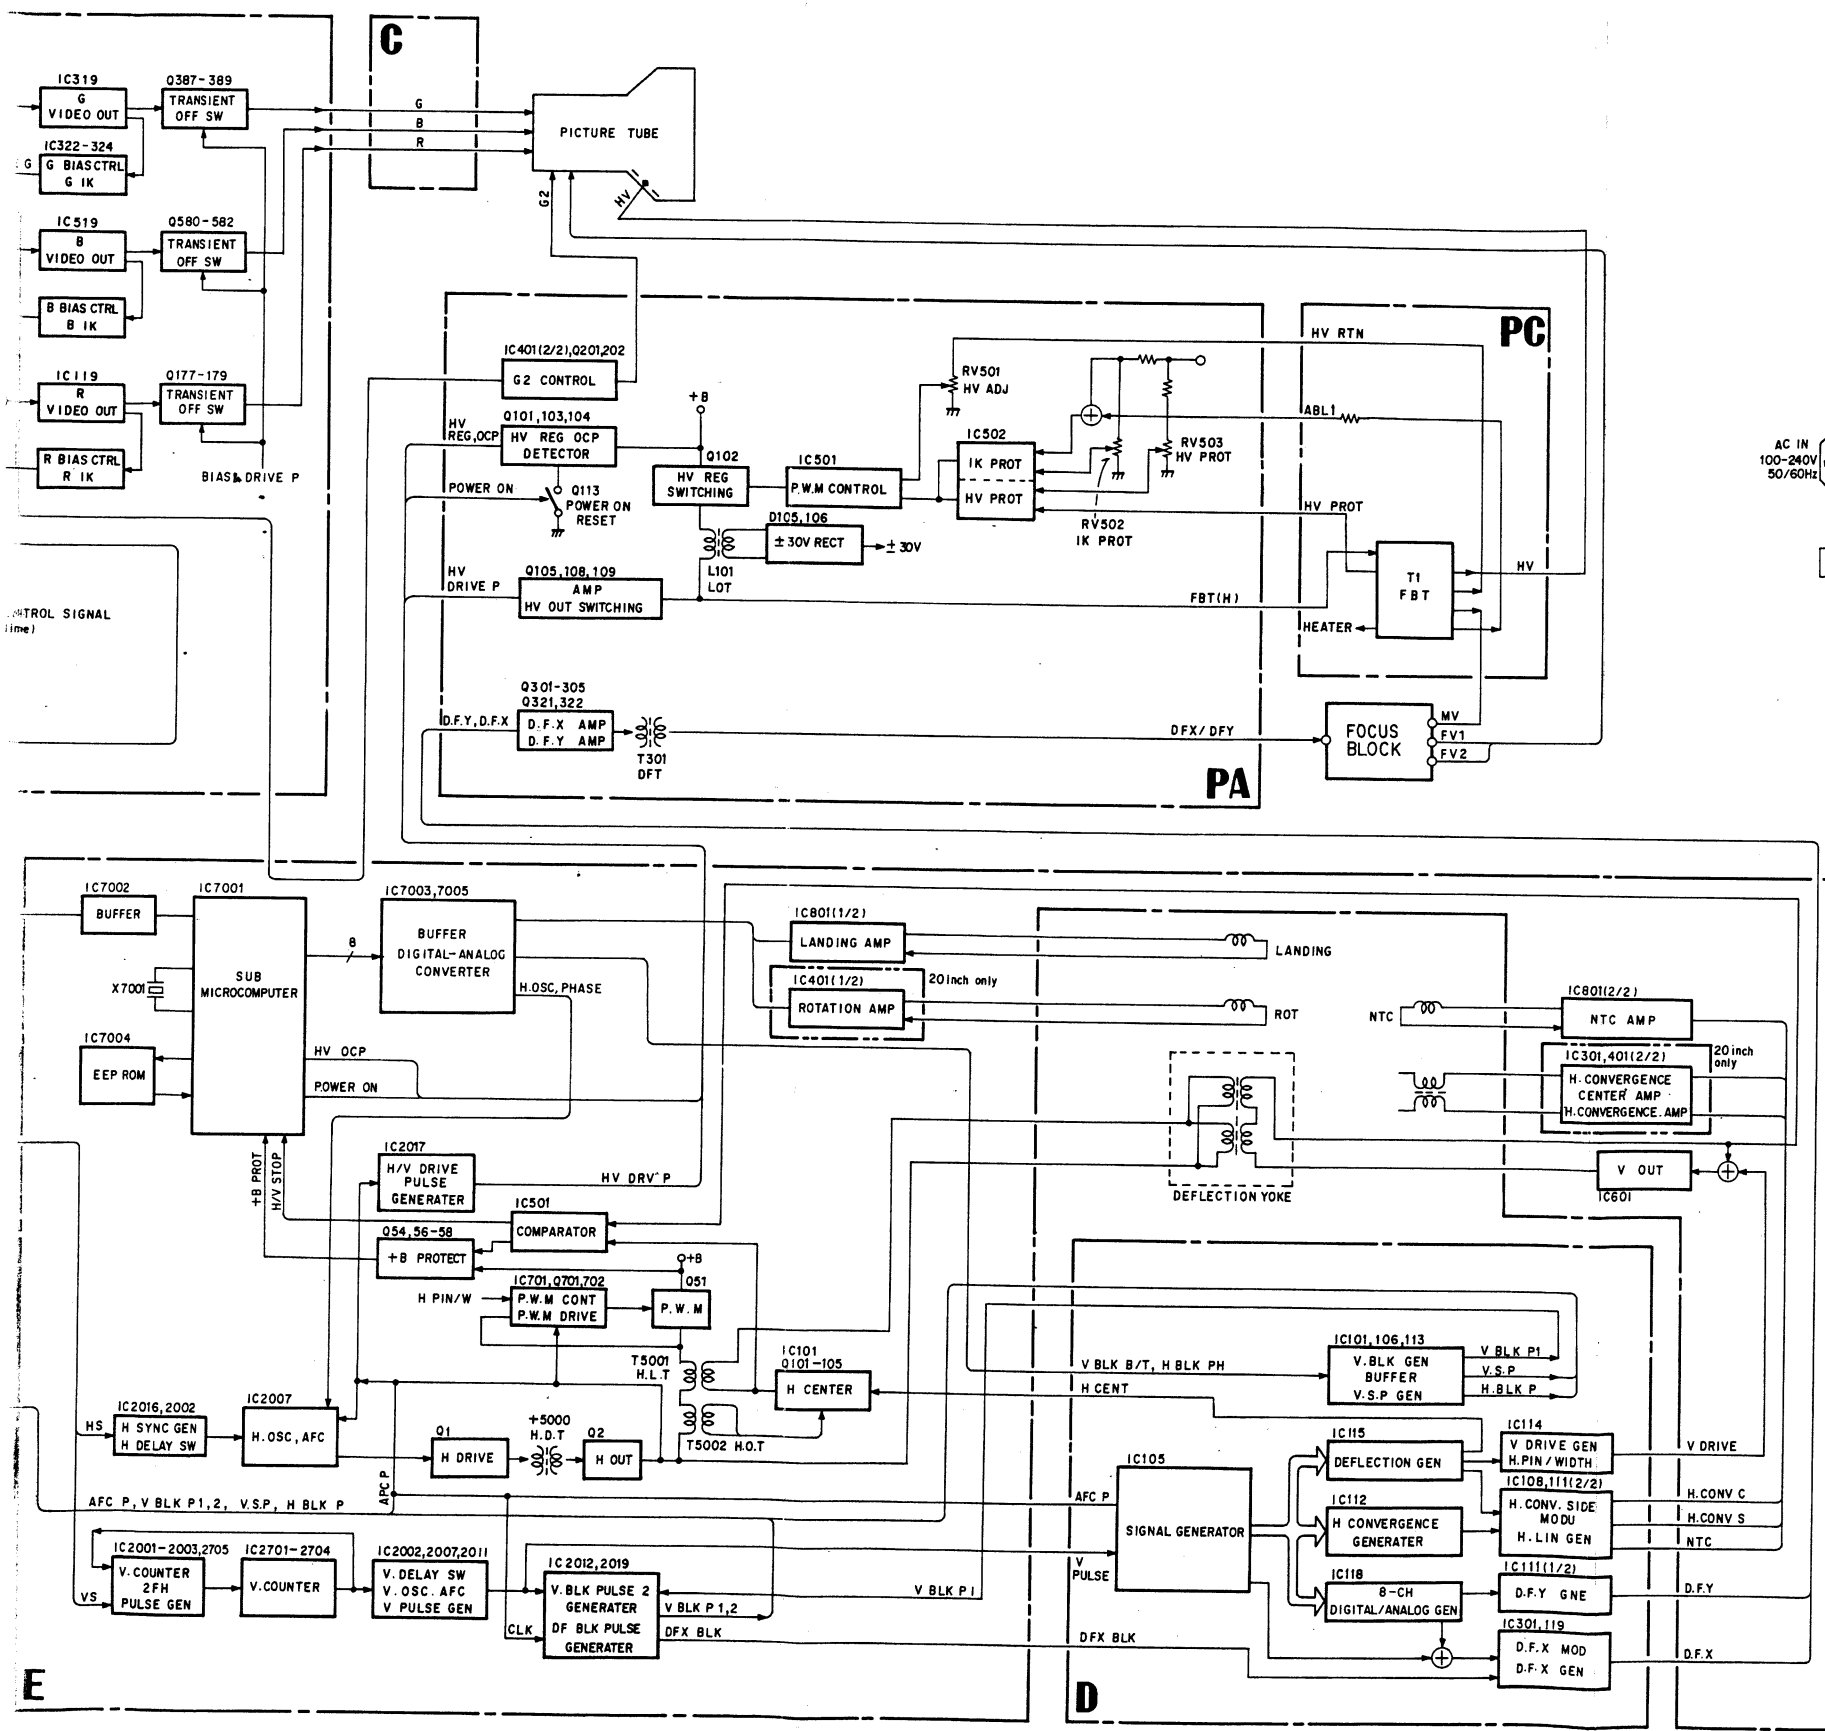 C
IC319
G
VIDEO OUT
Q387-389
TRANSIENT
OFF SW
G
B
R
PICTURE TUBE
IC322-324
G
G BIAS CTRL
G IK
G2
HV
IC519
B
VIDEO OUT
Q580-582
TRANSIENT
OFF SW
B BIAS CTRL
B IK
IC119
R
VIDEO OUT
Q177-179
TRANSIENT
OFF SW
R BIAS CTRL
R IK
BIAS & DRIVE P
NTROL SIGNAL
ime)
PA
IC401(2/2),Q201,202
G2 CONTROL
HV
REG,OCP
Q101,103,104
HV REG OCP
DETECTOR
+B
Q102
HV REG
SWITCHING
POWER ON
Q113
POWER ON
RESET
IC501
P.W.M CONTROL
RV501
HV ADJ
IC502
IK PROT
HV PROT
RV503
HV PROT
RV502
IK PROT
D105,106
±30V RECT
±30V
L101
LOT
HV
DRIVE P
Q105,108,109
AMP
HV OUT SWITCHING
FBT(H)
D.F.Y, D.F.X
Q301-305
Q321,322
D.F.X AMP
D.F.Y AMP
T301
DFT
DFX/DFY
PC
HV RTN
ABL1
HV PROT
T1
FBT
HV
HEATER
FOCUS
BLOCK
MV
FV1
FV2
AC IN
100-240V
50/60Hz
E
IC7002
BUFFER
IC7001
SUB
MICROCOMPUTER
X7001
IC7004
EEP ROM
8
IC7003,7005
BUFFER
DIGITAL-ANALOG
CONVERTER
H.OSC, PHASE
HV OCP
POWER ON
+B PROT
H/V STOP
IC801(1/2)
LANDING AMP
LANDING
IC401(1/2)
20 inch only
ROTATION AMP
ROT
NTC
IC801(2/2)
NTC AMP
IC301,401(2/2)
H.CONVERGENCE
CENTER AMP
H.CONVERGENCE.AMP
20 inch
only
DEFLECTION YOKE
V OUT
IC601
IC2017
H/V DRIVE
PULSE
GENERATER
HV DRV P
IC501
COMPARATOR
Q54,56-58
+B PROTECT
+B
IC701,Q701,702
H PIN/W
P.W.M CONT
P.W.M DRIVE
Q51
P.W.M
T5001
H.L.T
IC101
Q101-105
H CENTER
T5002 H.O.T
IC2016,2002
HS
H SYNC GEN
H DELAY SW
IC2007
H.OSC, AFC
Q1
H DRIVE
+5000
H.D.T
Q2
H OUT
APC P
AFC P, V BLK P1,2, V.S.P, H BLK P
IC2001-2003,2705
VS
V.COUNTER
2FH
PULSE GEN
IC2701-2704
V.COUNTER
IC2002,2007,2011
V.DELAY SW
V.OSC. AFC
V PULSE GEN
CLK
IC2012,2019
V.BLK PULSE 2
GENERATER
DF BLK PULSE
GENERATER
V BLK P1,2
DFX BLK
V BLK P1
D
V BLK B/T, H BLK PH
H CENT
IC101,106,113
V.BLK GEN
BUFFER
V.S.P GEN
V BLK P1
V.S.P
H.BLK P
AFC P
IC105
SIGNAL GENERATOR
V
PULSE
DFX BLK
IC115
DEFLECTION GEN
IC112
H CONVERGENCE
GENERATER
IC118
8-CH
DIGITAL/ANALOG GEN
IC114
V DRIVE GEN
H.PIN/WIDTH
V DRIVE
IC108,111(2/2)
H.CONV. SIDE
MODU
H.LIN GEN
H.CONV C
H.CONV S
NTC
IC111(1/2)
D.F.Y GNE
D.F.Y
IC301,119
D.F.X MOD
D.F.X GEN
D.F.X